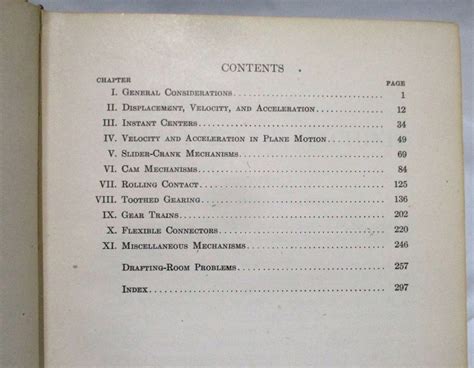 CONTENTS
CHAPTER PAGE
I. General Considerations 1
II. Displacement, Velocity, and Acceleration 12
III. Instant Centers 34
IV. Velocity and Acceleration in Plane Motion 49
V. Slider-Crank Mechanisms 69
VI. Cam Mechanisms 84
VII. Rolling Contact 125
VIII. Toothed Gearing 136
IX. Gear Trains 202
X. Flexible Connectors 220
XI. Miscellaneous Mechanisms 246
Drafting-Room Problems 257
Index 297